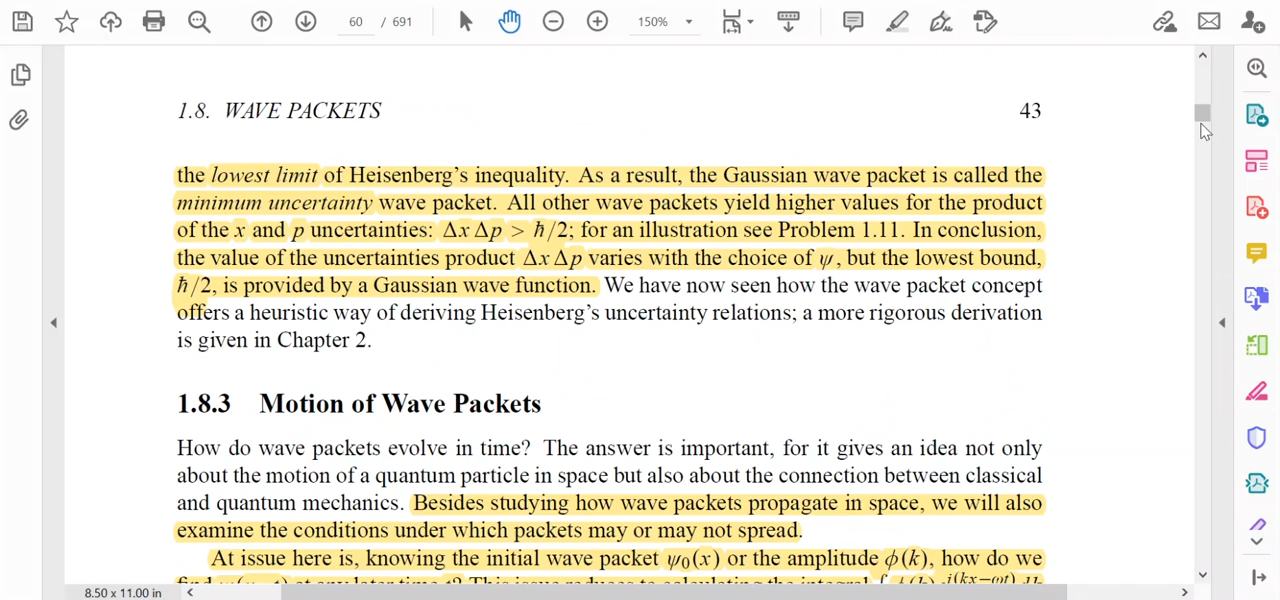 60 / 691
150%
1.8. WAVE PACKETS 43
the lowest limit of Heisenberg's inequality. As a result, the Gaussian wave packet is called the
minimum uncertainty wave packet. All other wave packets yield higher values for the product
of the x and p uncertainties: Δx Δp > ℏ/2; for an illustration see Problem 1.11. In conclusion,
the value of the uncertainties product Δx Δp varies with the choice of ψ, but the lowest bound,
ℏ/2, is provided by a Gaussian wave function. We have now seen how the wave packet concept
offers a heuristic way of deriving Heisenberg's uncertainty relations; a more rigorous derivation
is given in Chapter 2.
1.8.3 Motion of Wave Packets
How do wave packets evolve in time? The answer is important, for it gives an idea not only
about the motion of a quantum particle in space but also about the connection between classical
and quantum mechanics. Besides studying how wave packets propagate in space, we will also
examine the conditions under which packets may or may not spread.
At issue here is, knowing the initial wave packet ψ₀(x) or the amplitude ϕ(k), how do we
8.50 x 11.00 in